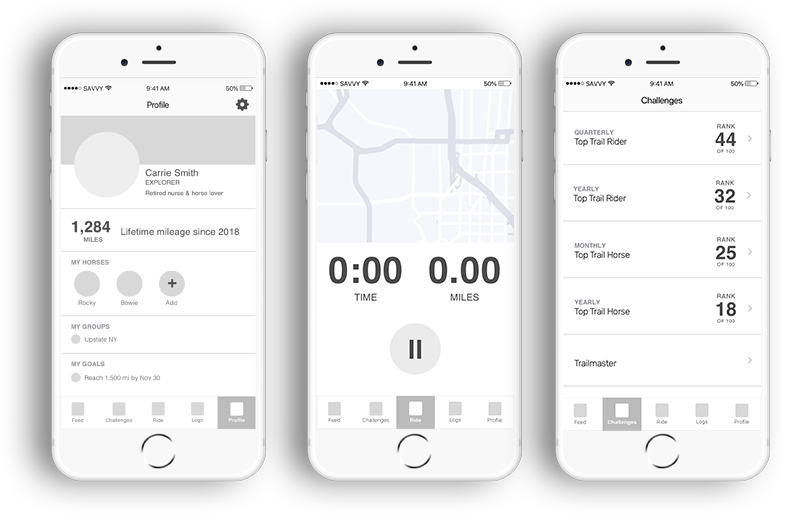 SAVVY 9:41 AM 50%
Profile
Carrie Smith
EXPLORER
Retired nurse & horse lover
1,284
MILES
Lifetime mileage since 2018
MY HORSES
Rocky Bowie + Add
MY GROUPS
Upstate NY
MY GOALS
Reach 1,500 mi by Nov 30
Feed Challenges Ride Logs Profile
SAVVY 9:41 AM 50%
0:00 0.00
TIME MILES
Feed Challenges Ride Logs Profile
SAVVY 9:41 AM 50%
Challenges
QUARTERLY
Top Trail Rider
RANK
44
OF 100
YEARLY
Top Trail Rider
RANK
32
OF 100
MONTHLY
Top Trail Horse
RANK
25
OF 100
YEARLY
Top Trail Horse
RANK
18
OF 100
Trailmaster
Feed Challenges Ride Logs Profile